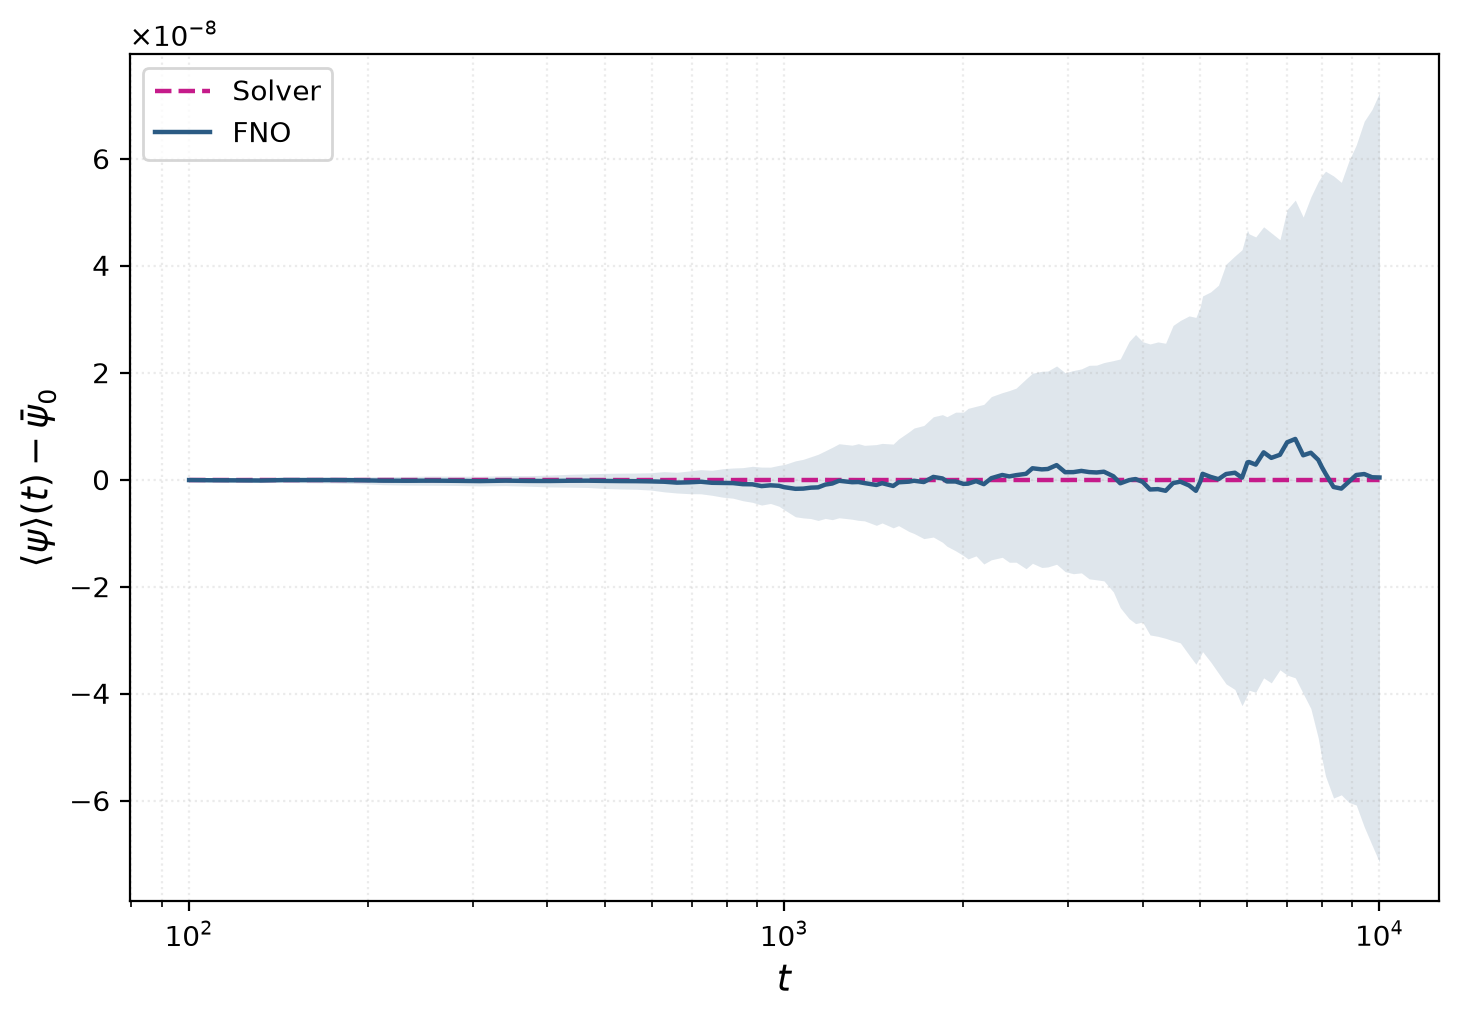 ×10⁻⁸
Solver
FNO
6
4
2
0
−2
−4
−6
⟨ψ⟩(t) − ψ̄₀
10² 10³ 10⁴
t